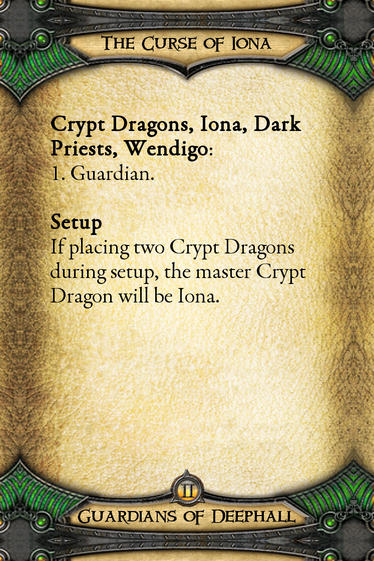 The Curse of Iona
Crypt Dragons, Iona, Dark
Priests, Wendigo:
1. Guardian.
Setup
If placing two Crypt Dragons
during setup, the master Crypt
Dragon will be Iona.
II
Guardians of Deephall